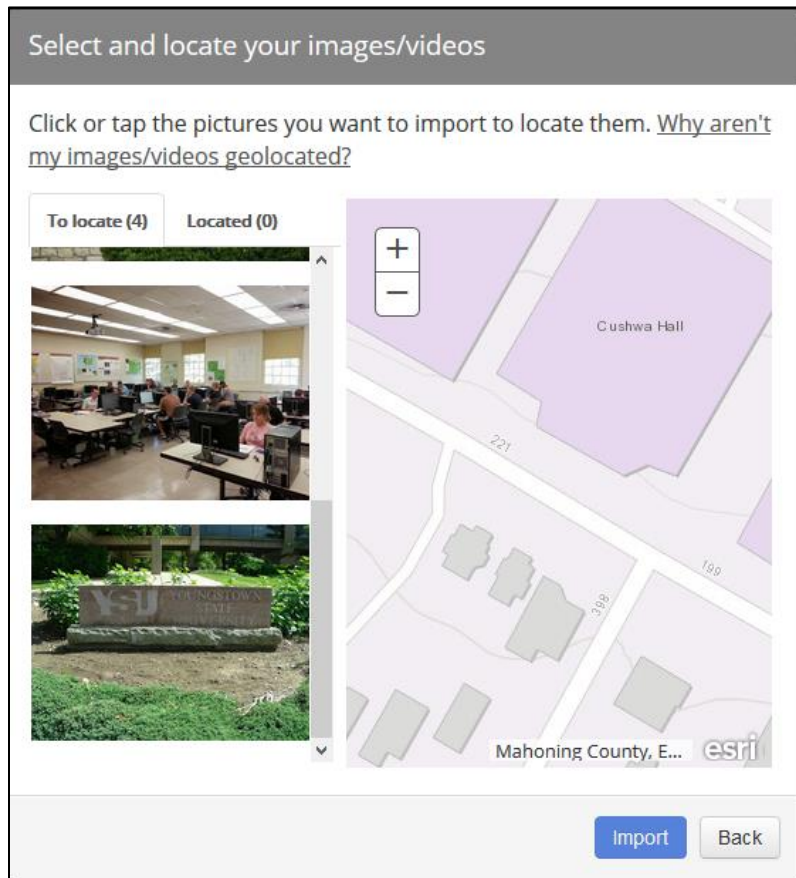 Select and locate your images/videos
Click or tap the pictures you want to import to locate them. Why aren't
my images/videos geolocated?
To locate (4) Located (0)
+
−
Cushwa Hall
221
199
398
YSU YOUNGSTOWN
STATE
UNIVERSITY
Mahoning County, E... esri
Import Back